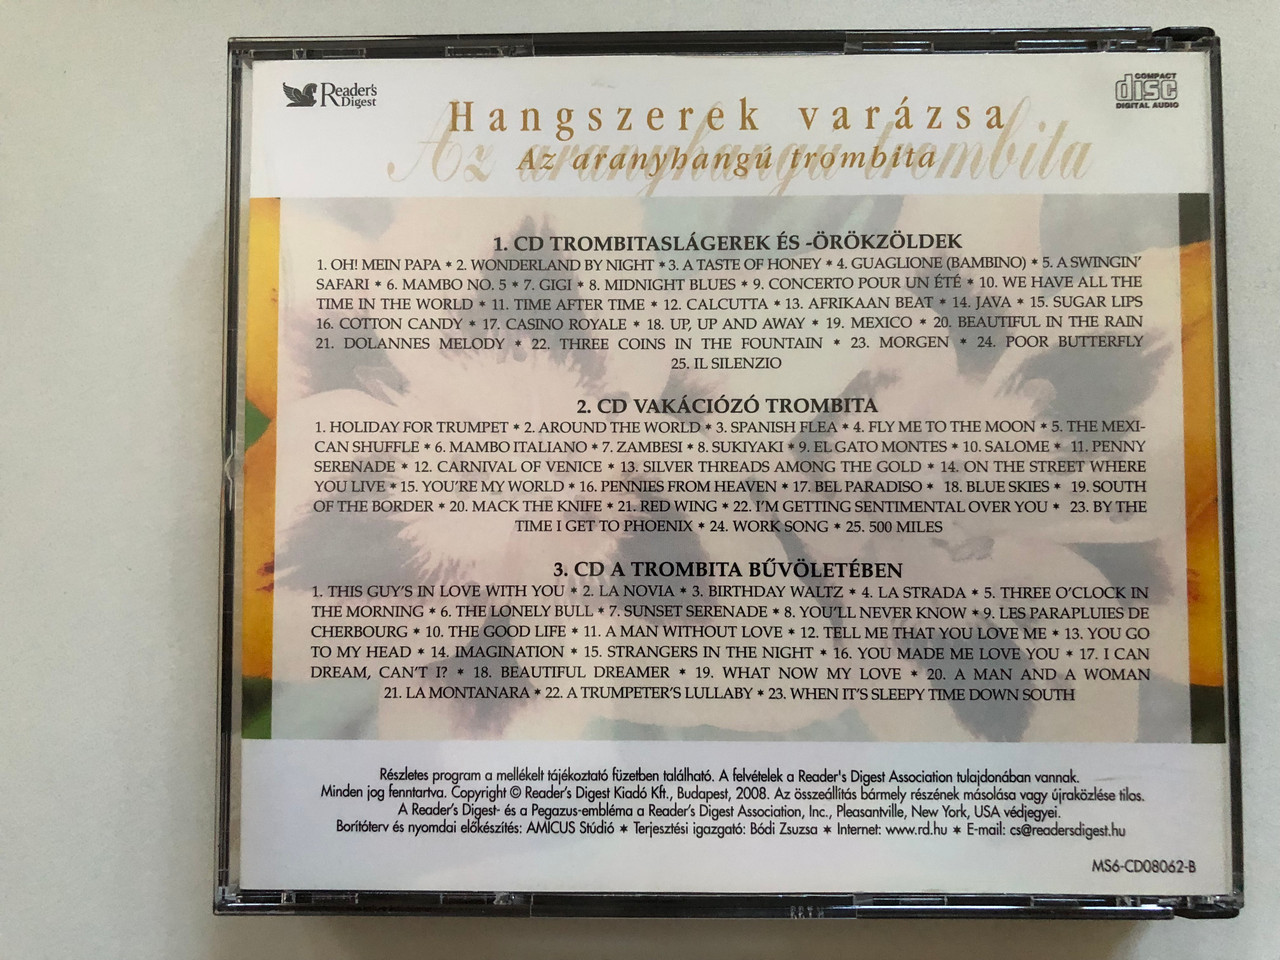 Reader's
Digest
COMPACT
disc
DIGITAL AUDIO
Hangszerek varázsa
Az aranyhangú trombita
Az aranyhangú trombita
1. CD TROMBITASLÁGEREK ÉS -ÖRÖKZÖLDEK
1. OH! MEIN PAPA * 2. WONDERLAND BY NIGHT * 3. A TASTE OF HONEY * 4. GUAGLIONE (BAMBINO) * 5. A SWINGIN'
SAFARI * 6. MAMBO NO. 5 * 7. GIGI * 8. MIDNIGHT BLUES * 9. CONCERTO POUR UN ÉTÉ * 10. WE HAVE ALL THE
TIME IN THE WORLD * 11. TIME AFTER TIME * 12. CALCUTTA * 13. AFRIKAAN BEAT * 14. JAVA * 15. SUGAR LIPS
16. COTTON CANDY * 17. CASINO ROYALE * 18. UP, UP AND AWAY * 19. MEXICO * 20. BEAUTIFUL IN THE RAIN
21. DOLANNES MELODY * 22. THREE COINS IN THE FOUNTAIN * 23. MORGEN * 24. POOR BUTTERFLY
25. IL SILENZIO
2. CD VAKÁCIÓZÓ TROMBITA
1. HOLIDAY FOR TRUMPET * 2. AROUND THE WORLD * 3. SPANISH FLEA * 4. FLY ME TO THE MOON * 5. THE MEXI-
CAN SHUFFLE * 6. MAMBO ITALIANO * 7. ZAMBESI * 8. SUKIYAKI * 9. EL GATO MONTES * 10. SALOME * 11. PENNY
SERENADE * 12. CARNIVAL OF VENICE * 13. SILVER THREADS AMONG THE GOLD * 14. ON THE STREET WHERE
YOU LIVE * 15. YOU'RE MY WORLD * 16. PENNIES FROM HEAVEN * 17. BEL PARADISO * 18. BLUE SKIES * 19. SOUTH
OF THE BORDER * 20. MACK THE KNIFE * 21. RED WING * 22. I'M GETTING SENTIMENTAL OVER YOU * 23. BY THE
TIME I GET TO PHOENIX * 24. WORK SONG * 25. 500 MILES
3. CD A TROMBITA BŰVÖLETÉBEN
1. THIS GUY'S IN LOVE WITH YOU * 2. LA NOVIA * 3. BIRTHDAY WALTZ * 4. LA STRADA * 5. THREE O'CLOCK IN
THE MORNING * 6. THE LONELY BULL * 7. SUNSET SERENADE * 8. YOU'LL NEVER KNOW * 9. LES PARAPLUIES DE
CHERBOURG * 10. THE GOOD LIFE * 11. A MAN WITHOUT LOVE * 12. TELL ME THAT YOU LOVE ME * 13. YOU GO
TO MY HEAD * 14. IMAGINATION * 15. STRANGERS IN THE NIGHT * 16. YOU MADE ME LOVE YOU * 17. I CAN
DREAM, CAN'T I? * 18. BEAUTIFUL DREAMER * 19. WHAT NOW MY LOVE * 20. A MAN AND A WOMAN
21. LA MONTANARA * 22. A TRUMPETER'S LULLABY * 23. WHEN IT'S SLEEPY TIME DOWN SOUTH
Részletes program a mellékelt tájékoztató füzetben található. A felvételek a Reader's Digest Association tulajdonában vannak.
Minden jog fenntartva. Copyright © Reader's Digest Kiadó Kft., Budapest, 2008. Az összeállítás bármely részének másolása vagy újraközlése tilos.
A Reader's Digest- és a Pegazus-embléma a Reader's Digest Association, Inc., Pleasantville, New York, USA védjegyei.
Borítóterv és nyomdai előkészítés: AMICUS Stúdió * Terjesztési igazgató: Bódi Zsuzsa * Internet: www.rd.hu * E-mail: cs@readersdigest.hu
MS6-CD08062-B